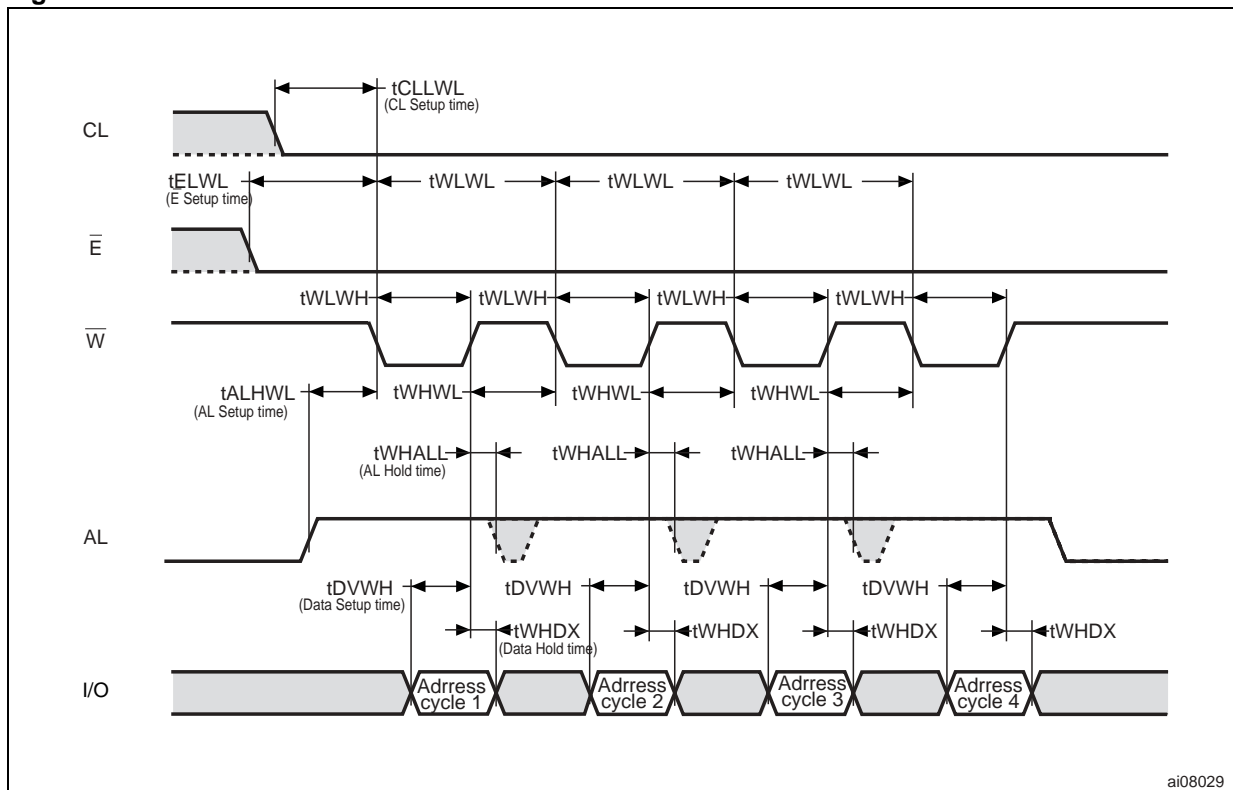 tCLLWL
(CL Setup time)
CL
tELWL
(E̅ Setup time)
tWLWL
tWLWL
tWLWL
E̅
tWLWH
tWLWH
tWLWH
tWLWH
W̅
tALHWL
(AL Setup time)
tWHWL
tWHWL
tWHWL
tWHALL
(AL Hold time)
tWHALL
tWHALL
AL
tDVWH
(Data Setup time)
tDVWH
tDVWH
tDVWH
tWHDX
(Data Hold time)
tWHDX
tWHDX
tWHDX
I/O
Adrress
cycle 1
Adrress
cycle 2
Adrress
cycle 3
Adrress
cycle 4
ai08029